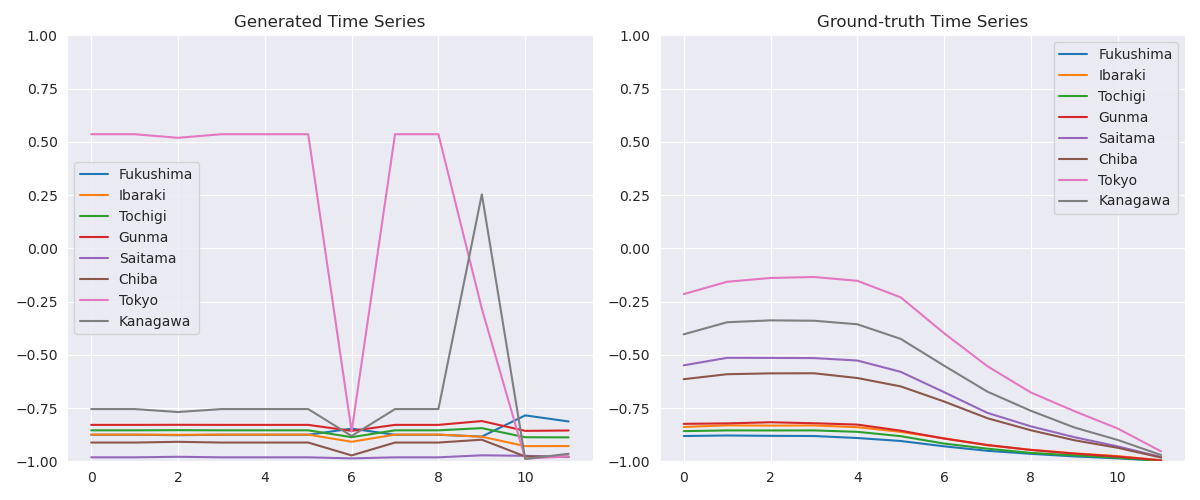 Generated Time Series
1.00
0.75
0.50
0.25
0.00
−0.25
−0.50
−0.75
−1.00
0 2 4 6 8 10
Fukushima
Ibaraki
Tochigi
Gunma
Saitama
Chiba
Tokyo
Kanagawa
Ground-truth Time Series
1.00
0.75
0.50
0.25
0.00
−0.25
−0.50
−0.75
−1.00
0 2 4 6 8 10
Fukushima
Ibaraki
Tochigi
Gunma
Saitama
Chiba
Tokyo
Kanagawa